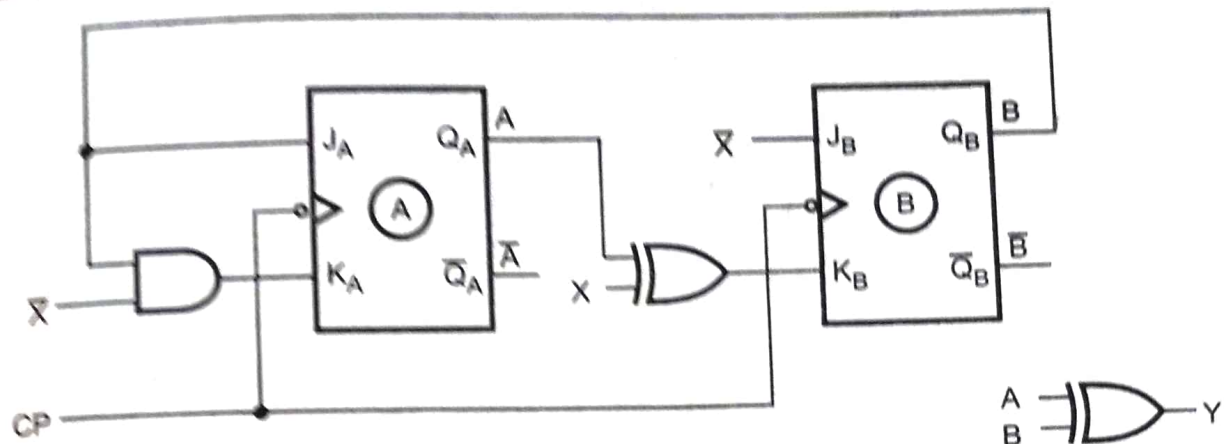 J_A Q_A A
A
K_A Q̅_A A̅
X̅
CP
X̅ J_B Q_B B
B
X K_B Q̅_B B̅
A
B
Y